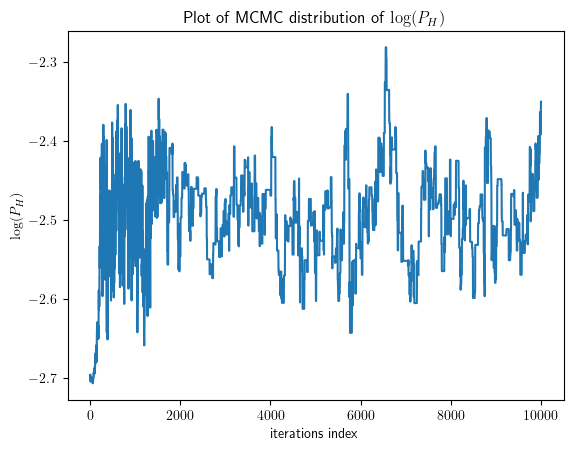 Plot of MCMC distribution of log(P_H)
log(P_H)
−2.3
−2.4
−2.5
−2.6
−2.7
0 2000 4000 6000 8000 10000
iterations index